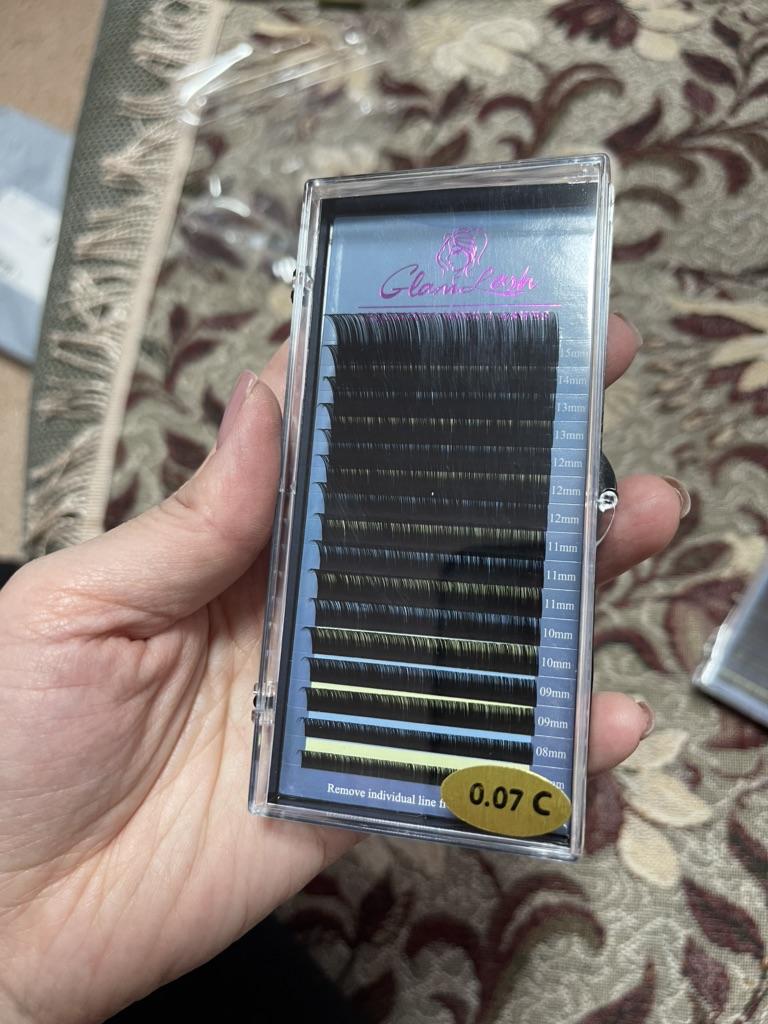 Glam Lash
15mm
14mm
13mm
13mm
12mm
12mm
12mm
11mm
11mm
11mm
10mm
10mm
09mm
09mm
08mm
Remove individual line
0.07 C